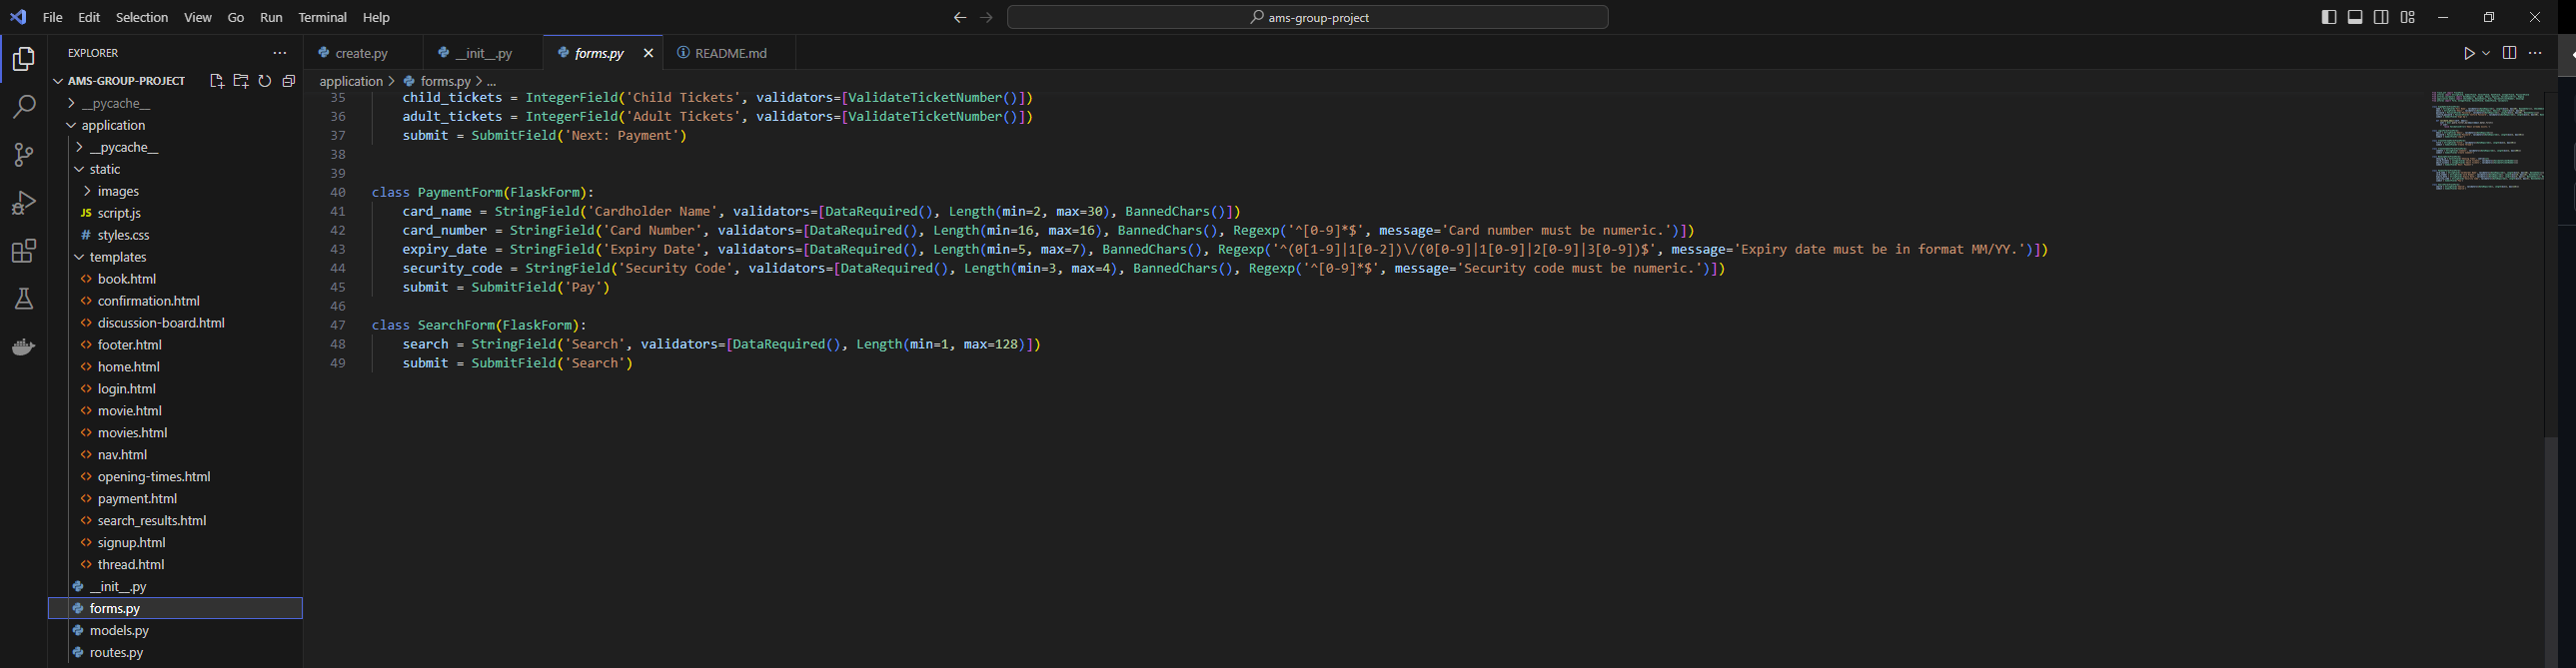 File Edit Selection View Go Run Terminal Help
ams-group-project
EXPLORER
AMS-GROUP-PROJECT
__pycache__
application
__pycache__
static
images
JS script.js
# styles.css
templates
<> book.html
<> confirmation.html
<> discussion-board.html
<> footer.html
<> home.html
<> login.html
<> movie.html
<> movies.html
<> nav.html
<> opening-times.html
<> payment.html
<> search_results.html
<> signup.html
<> thread.html
__init__.py
forms.py
models.py
routes.py
create.py __init__.py forms.py README.md
application > forms.py > ...
35 child_tickets = IntegerField('Child Tickets', validators=[ValidateTicketNumber()])
36 adult_tickets = IntegerField('Adult Tickets', validators=[ValidateTicketNumber()])
37 submit = SubmitField('Next: Payment')
38
39
40 class PaymentForm(FlaskForm):
41 card_name = StringField('Cardholder Name', validators=[DataRequired(), Length(min=2, max=30), BannedChars()])
42 card_number = StringField('Card Number', validators=[DataRequired(), Length(min=16, max=16), BannedChars(), Regexp('^[0-9]*$', message='Card number must be numeric.')])
43 expiry_date = StringField('Expiry Date', validators=[DataRequired(), Length(min=5, max=7), BannedChars(), Regexp('^(0[1-9]||1[0-2])\/(0[0-9]||1[0-9]||2[0-9]||3[0-9])$', message='Expiry date must be in format MM/YY.')])
44 security_code = StringField('Security Code', validators=[DataRequired(), Length(min=3, max=4), BannedChars(), Regexp('^[0-9]*$', message='Security code must be numeric.')])
45 submit = SubmitField('Pay')
46
47 class SearchForm(FlaskForm):
48 search = StringField('Search', validators=[DataRequired(), Length(min=1, max=128)])
49 submit = SubmitField('Search')